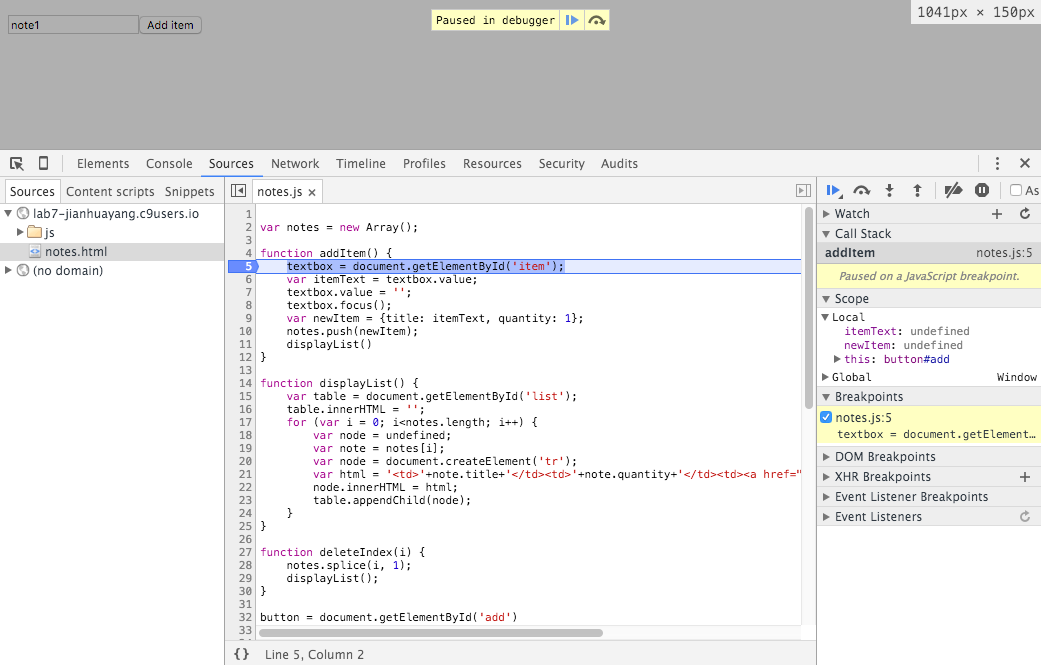 note1 Add item Paused in debugger 1041px × 150px
Elements Console Sources Network Timeline Profiles Resources Security Audits
Sources Content scripts Snippets notes.js × As
lab7-jianhuayang.c9users.io
js
notes.html
(no domain)
1
2 var notes = new Array();
3
4 function addItem() {
5 textbox = document.getElementById('item');
6 var itemText = textbox.value;
7 textbox.value = '';
8 textbox.focus();
9 var newItem = {title: itemText, quantity: 1};
10 notes.push(newItem);
11 displayList()
12 }
13
14 function displayList() {
15 var table = document.getElementById('list');
16 table.innerHTML = '';
17 for (var i = 0; i<notes.length; i++) {
18 var node = undefined;
19 var note = notes[i];
20 var node = document.createElement('tr');
21 var html = '<td>'+note.title+'</td><td>'+note.quantity+'</td><td><a href="
22 node.innerHTML = html;
23 table.appendChild(node);
24 }
25 }
26
27 function deleteIndex(i) {
28 notes.splice(i, 1);
29 displayList();
30 }
31
32 button = document.getElementById('add')
33
{} Line 5, Column 2
Watch
Call Stack
addItem notes.js:5
Paused on a JavaScript breakpoint.
Scope
Local
itemText: undefined
newItem: undefined
this: button#add
Global Window
Breakpoints
notes.js:5
textbox = document.getElement…
DOM Breakpoints
XHR Breakpoints
Event Listener Breakpoints
Event Listeners